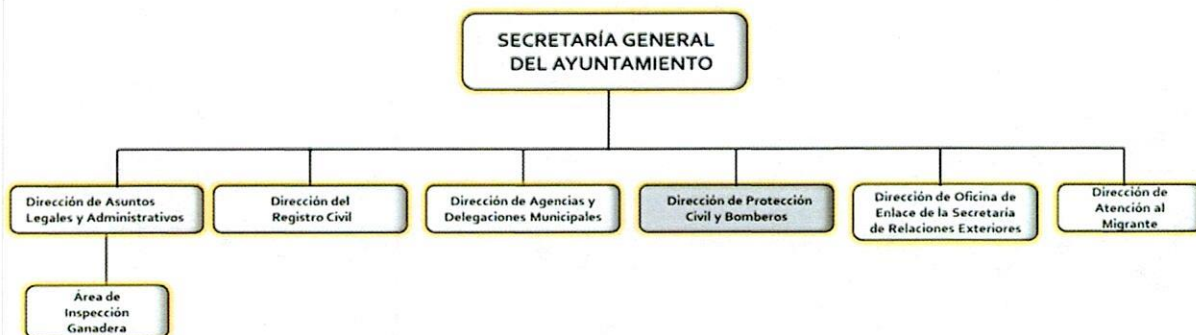 SECRETARÍA GENERAL
DEL AYUNTAMIENTO
Dirección de Asuntos
Legales y Administrativos
Dirección del
Registro Civil
Dirección de Agencias y
Delegaciones Municipales
Dirección de Protección
Civil y Bomberos
Dirección de Oficina de
Enlace de la Secretaría
de Relaciones Exteriores
Dirección de
Atención al
Migrante
Área de
Inspección
Ganadera